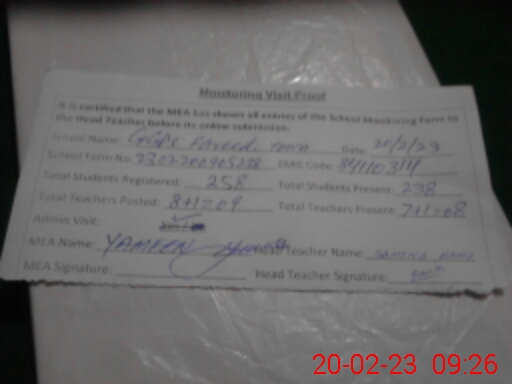 Monitoring Visit Proof
It is certified that the MEA has shown all entries of the School Monitoring Form to
the Head Teacher before its online submission.
School Name: GGPS Fareed Town Date: 20/2/23
School Form No. EMIS Code:
Total Students Registered: 258 Total Students Present: 238
Total Teachers Posted: 8+1=09 Total Teachers Present: 7+1=08
Admin Visit:
MEA Name: YAMEEN Head Teacher Name:
MEA Signature: Head Teacher Signature:
20-02-23 09:26